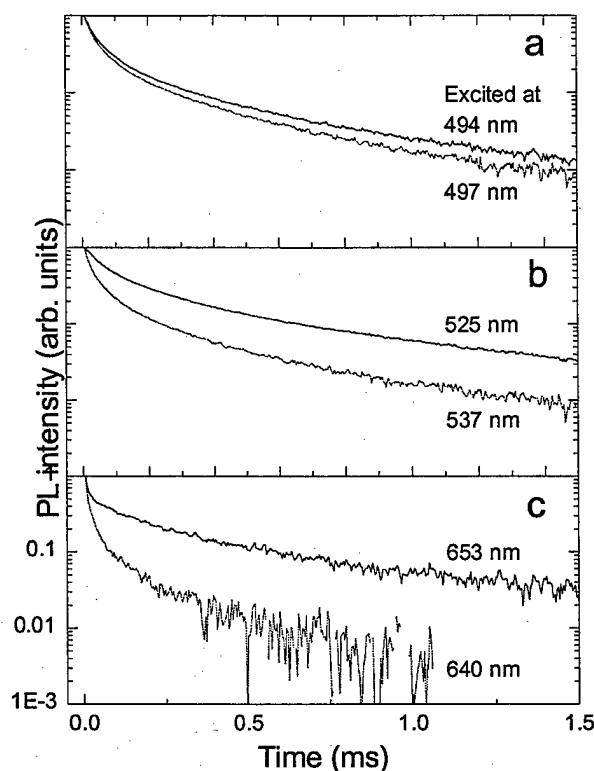 a
Excited at
494 nm
497 nm
b
525 nm
537 nm
c
653 nm
640 nm
PL intensity (arb. units)
0.1
0.01
1E-3
0.0 0.5 1.0 1.5
Time (ms)